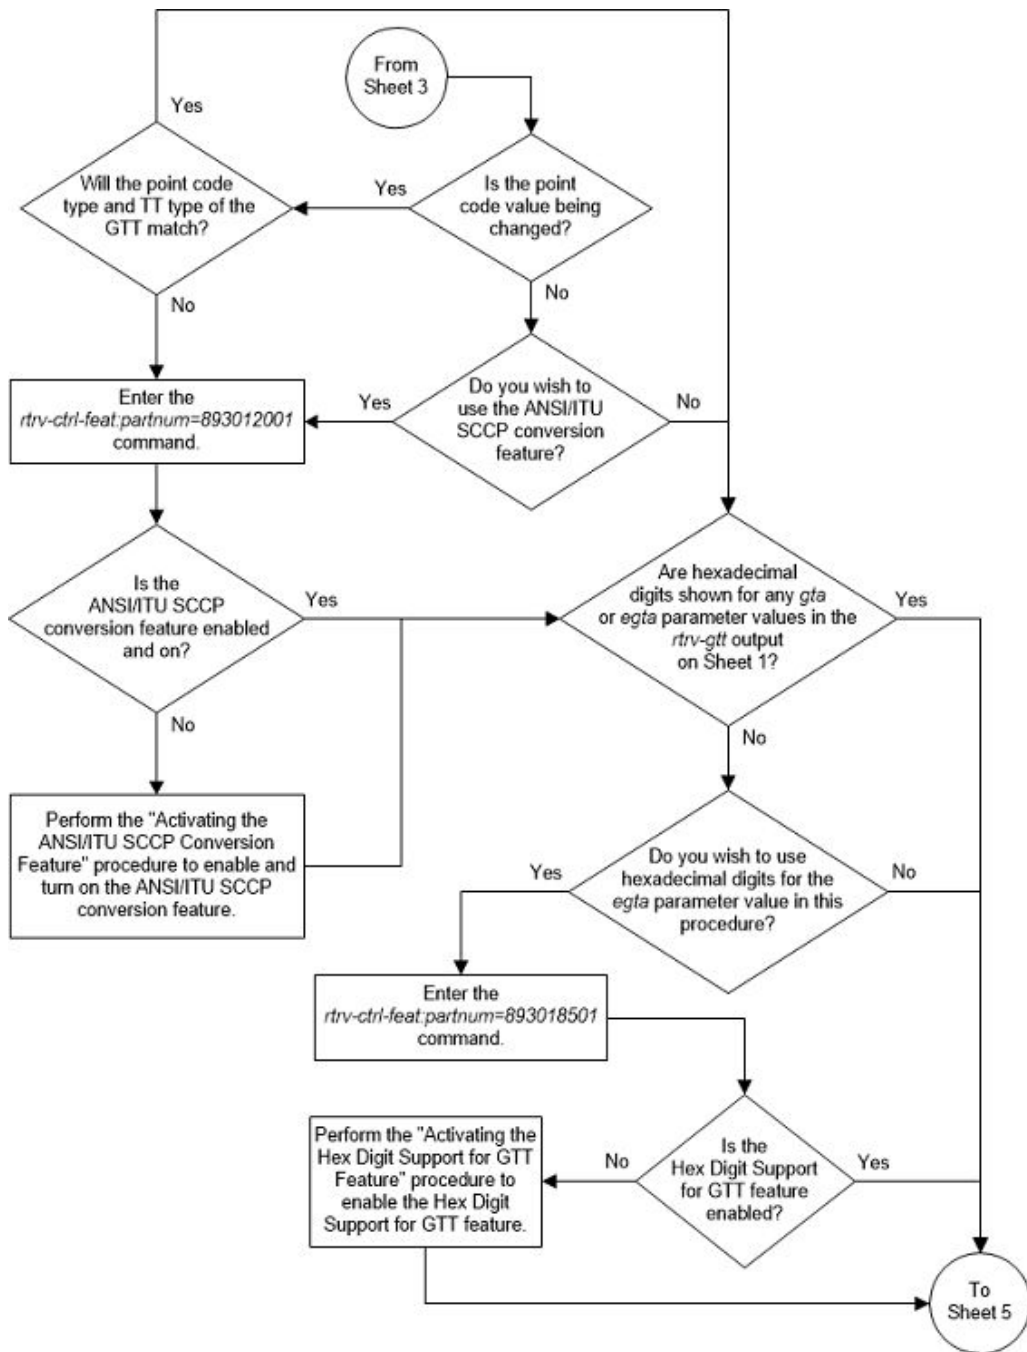 From
Sheet 3
Yes
Will the point code
type and TT type of the
GTT match?
Yes
Is the point
code value being
changed?
No
No
Enter the
rtrv-ctrl-feat:partnum=893012001
command.
Yes
Do you wish to
use the ANSI/ITU
SCCP conversion
feature?
No
Is the
ANSI/ITU SCCP
conversion feature enabled
and on?
Yes
Are hexadecimal
digits shown for any gta
or egta parameter values in the
rtrv-gtt output
on Sheet 1?
Yes
No
No
Perform the "Activating the
ANSI/ITU SCCP Conversion
Feature" procedure to enable and
turn on the ANSI/ITU SCCP
conversion feature.
Yes
Do you wish to use
hexadecimal digits for the
egta parameter value in this
procedure?
No
Enter the
rtrv-ctrl-feat:partnum=893018501
command.
Perform the "Activating the
Hex Digit Support for GTT
Feature" procedure to
enable the Hex Digit
Support for GTT feature.
No
Is the
Hex Digit Support
for GTT feature
enabled?
Yes
To
Sheet 5